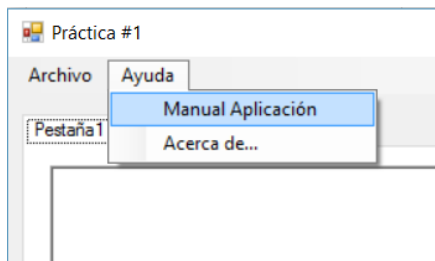 Práctica #1
Archivo Ayuda
Manual Aplicación
Pestaña1
Acerca de...